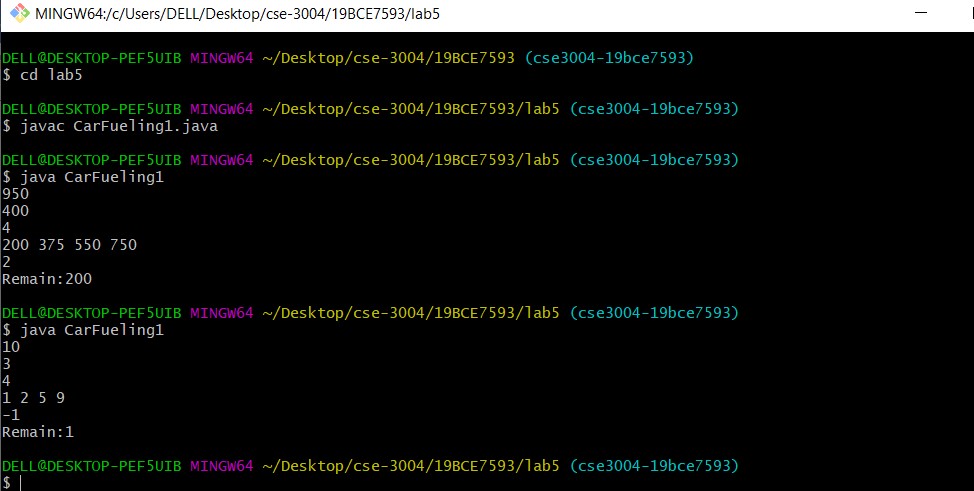 MINGW64:/c/Users/DELL/Desktop/cse-3004/19BCE7593/lab5
DELL@DESKTOP-PEF5UIB MINGW64 ~/Desktop/cse-3004/19BCE7593 (cse3004-19bce7593)
$ cd lab5
DELL@DESKTOP-PEF5UIB MINGW64 ~/Desktop/cse-3004/19BCE7593/lab5 (cse3004-19bce7593)
$ javac CarFueling1.java
DELL@DESKTOP-PEF5UIB MINGW64 ~/Desktop/cse-3004/19BCE7593/lab5 (cse3004-19bce7593)
$ java CarFueling1
950
400
4
200 375 550 750
2
Remain:200
DELL@DESKTOP-PEF5UIB MINGW64 ~/Desktop/cse-3004/19BCE7593/lab5 (cse3004-19bce7593)
$ java CarFueling1
10
3
4
1 2 5 9
-1
Remain:1
DELL@DESKTOP-PEF5UIB MINGW64 ~/Desktop/cse-3004/19BCE7593/lab5 (cse3004-19bce7593)
$